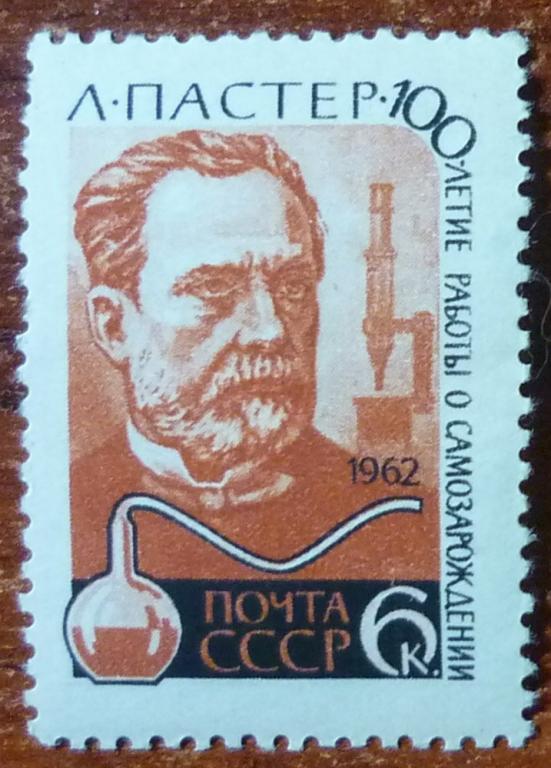 Л·ПАСТЕР·100-ЛЕТИЕ РАБОТЫ О САМОЗАРОЖДЕНИИ
1962
ПОЧТА
СССР
6к.